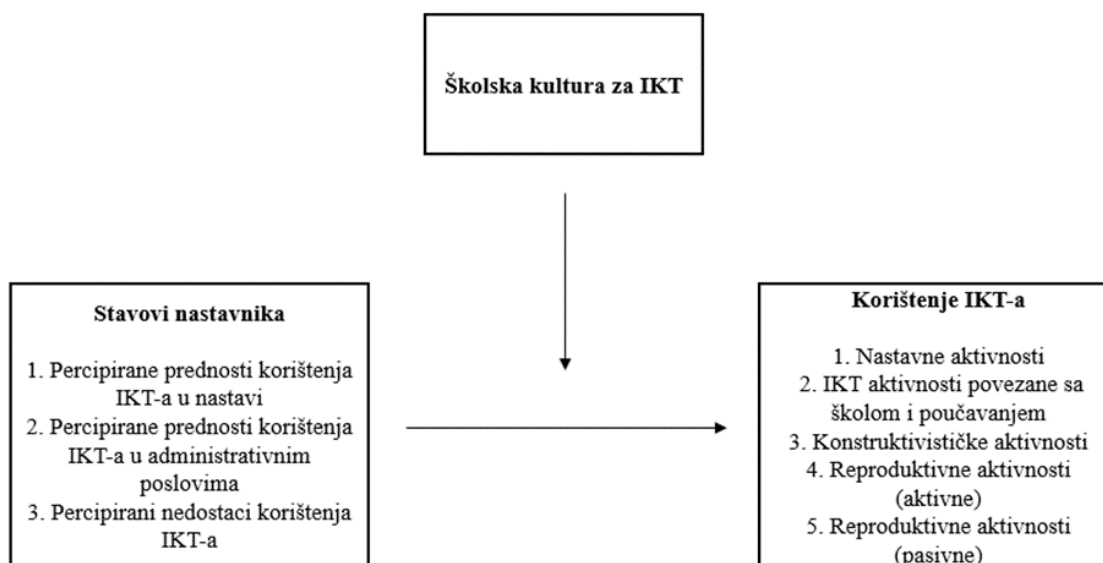 Školska kultura za IKT
Stavovi nastavnika
1. Percipirane prednosti korištenja
IKT-a u nastavi
2. Percipirane prednosti korištenja
IKT-a u administrativnim
poslovima
3. Percipirani nedostaci korištenja
IKT-a
Korištenje IKT-a
1. Nastavne aktivnosti
2. IKT aktivnosti povezane sa
školom i poučavanjem
3. Konstruktivističke aktivnosti
4. Reproduktivne aktivnosti
(aktivne)
5. Reproduktivne aktivnosti
(pasivne)